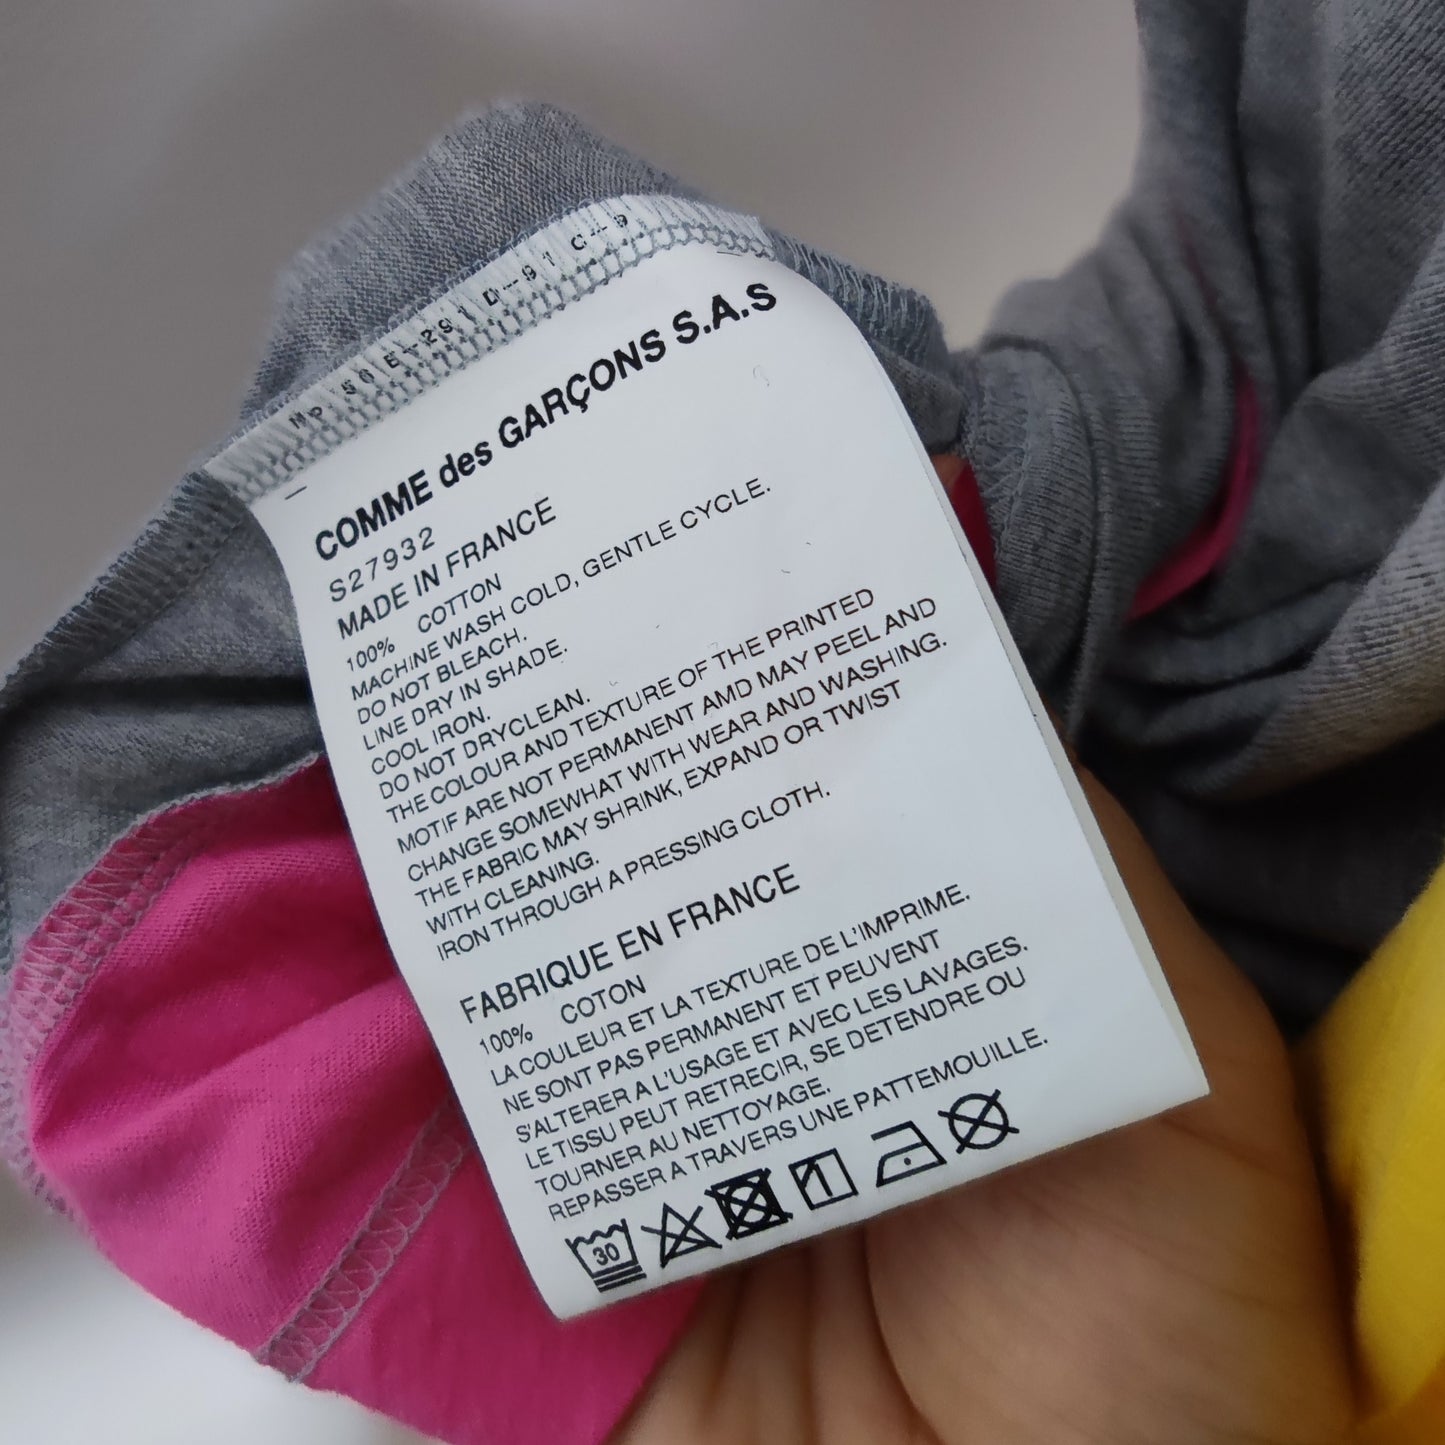 No 56 E-291 D-91 C-9
COMME des GARÇONS S.A.S
S27932
MADE IN FRANCE
100% COTTON
MACHINE WASH COLD, GENTLE CYCLE.
DO NOT BLEACH.
LINE DRY IN SHADE.
COOL IRON.
DO NOT DRYCLEAN.
THE COLOUR AND TEXTURE OF THE PRINTED
MOTIF ARE NOT PERMANENT AMD MAY PEEL AND
CHANGE SOMEWHAT WITH WEAR AND WASHING.
THE FABRIC MAY SHRINK, EXPAND OR TWIST
WITH CLEANING.
IRON THROUGH A PRESSING CLOTH.
FABRIQUE EN FRANCE
100% COTON
LA COULEUR ET LA TEXTURE DE L'IMPRIME.
NE SONT PAS PERMANENT ET PEUVENT
S'ALTERER A L'USAGE ET AVEC LES LAVAGES.
LE TISSU PEUT RETRECIR, SE DETENDRE OU
TOURNER AU NETTOYAGE.
REPASSER A TRAVERS UNE PATTEMOUILLE.
30